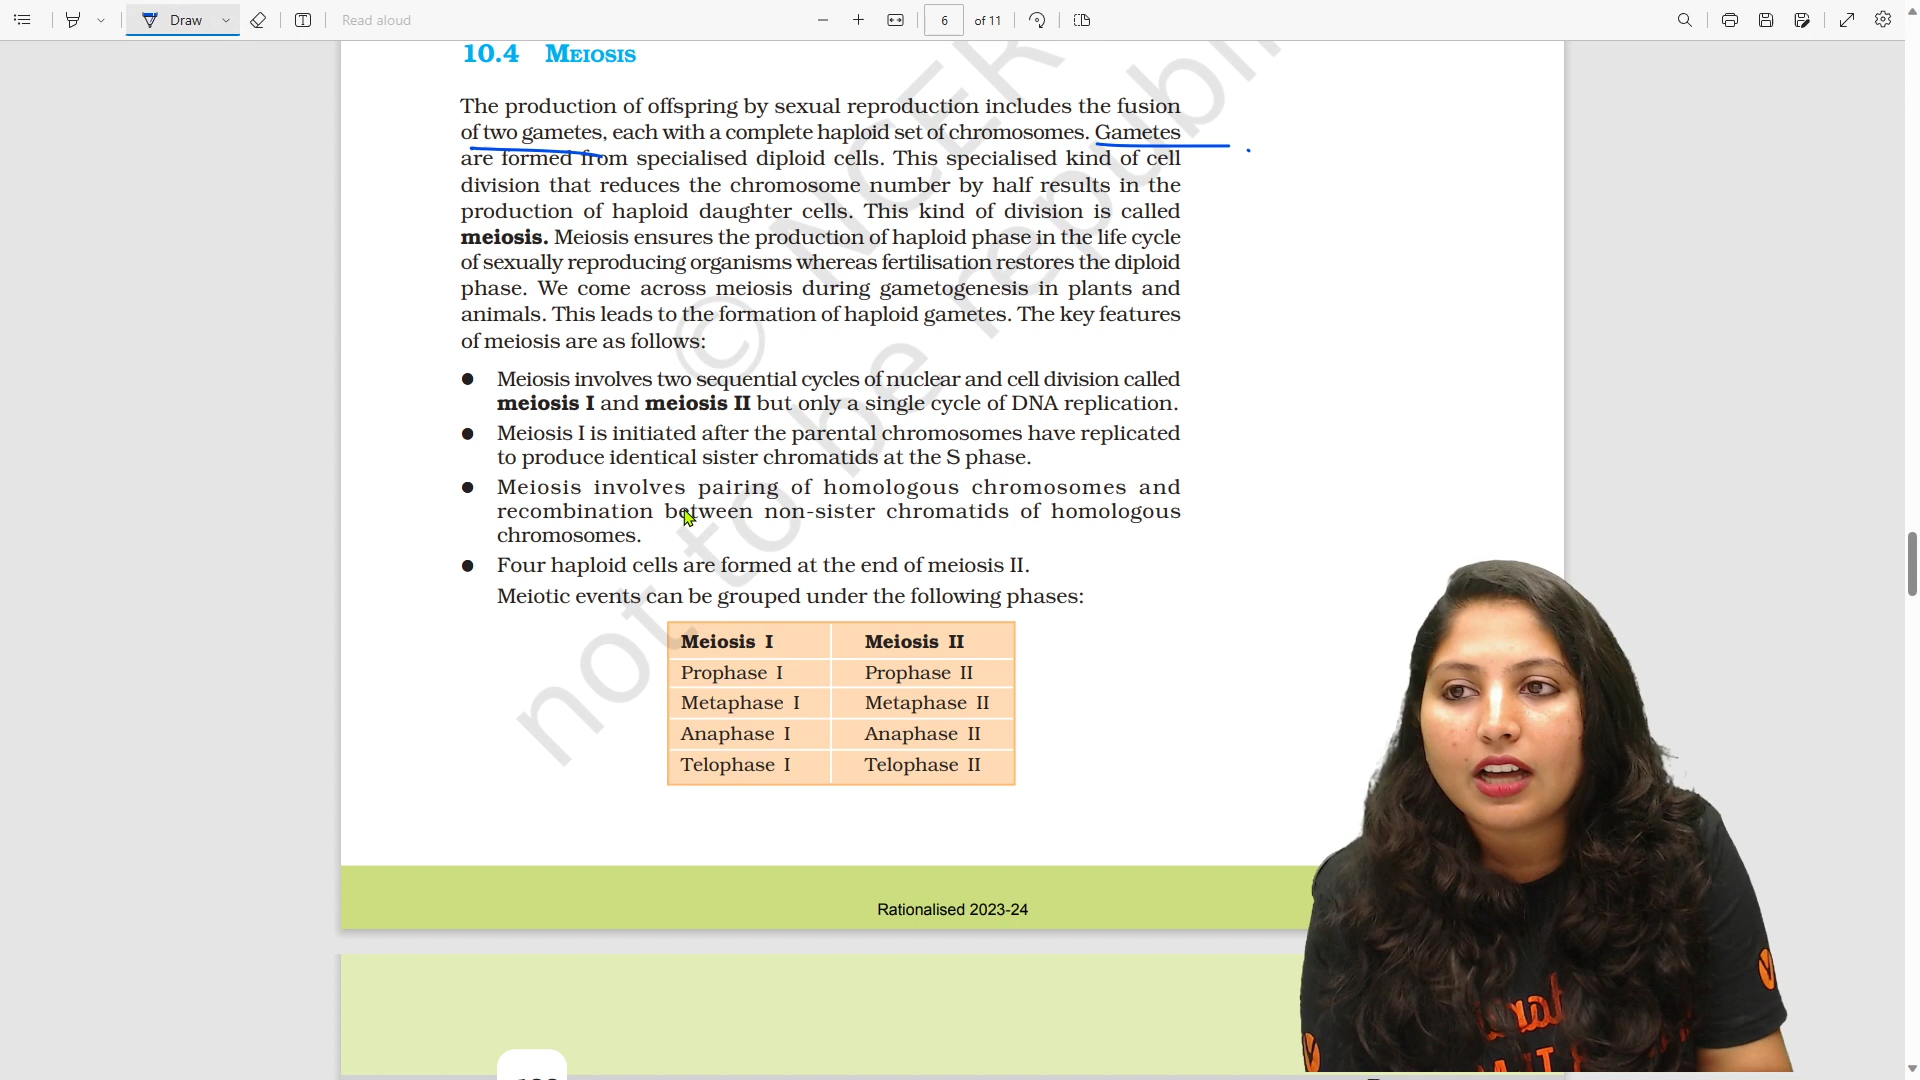 Draw
Read aloud
6 of 11
10.4 MEIOSIS
The production of offspring by sexual reproduction includes the fusion
of two gametes, each with a complete haploid set of chromosomes. Gametes
are formed from specialised diploid cells. This specialised kind of cell
division that reduces the chromosome number by half results in the
production of haploid daughter cells. This kind of division is called
meiosis. Meiosis ensures the production of haploid phase in the life cycle
of sexually reproducing organisms whereas fertilisation restores the diploid
phase. We come across meiosis during gametogenesis in plants and
animals. This leads to the formation of haploid gametes. The key features
of meiosis are as follows:
● Meiosis involves two sequential cycles of nuclear and cell division called
meiosis I and meiosis II but only a single cycle of DNA replication.
● Meiosis I is initiated after the parental chromosomes have replicated
to produce identical sister chromatids at the S phase.
● Meiosis involves pairing of homologous chromosomes and
recombination between non-sister chromatids of homologous
chromosomes.
● Four haploid cells are formed at the end of meiosis II.
Meiotic events can be grouped under the following phases:
Meiosis I Meiosis II
Prophase I Prophase II
Metaphase I Metaphase II
Anaphase I Anaphase II
Telophase I Telophase II
Rationalised 2023-24
© NCER
not to be republi